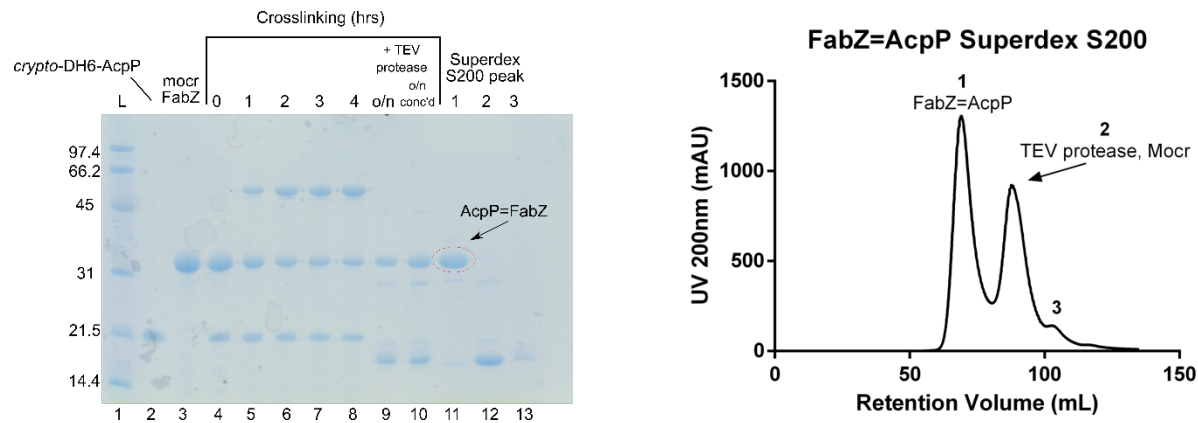 Crosslinking (hrs)
crypto-DH6-AcpP
mocr
FabZ
+ TEV
protease
o/n
conc'd
Superdex
S200 peak
L 0 1 2 3 4 o/n 1 2 3
97.4
66.2
45
31
21.5
14.4
AcpP=FabZ
1 2 3 4 5 6 7 8 9 10 11 12 13
FabZ=AcpP Superdex S200
UV 200nm (mAU)
1500
1000
500
0
1
FabZ=AcpP
2
TEV protease, Mocr
3
0 50 100 150
Retention Volume (mL)